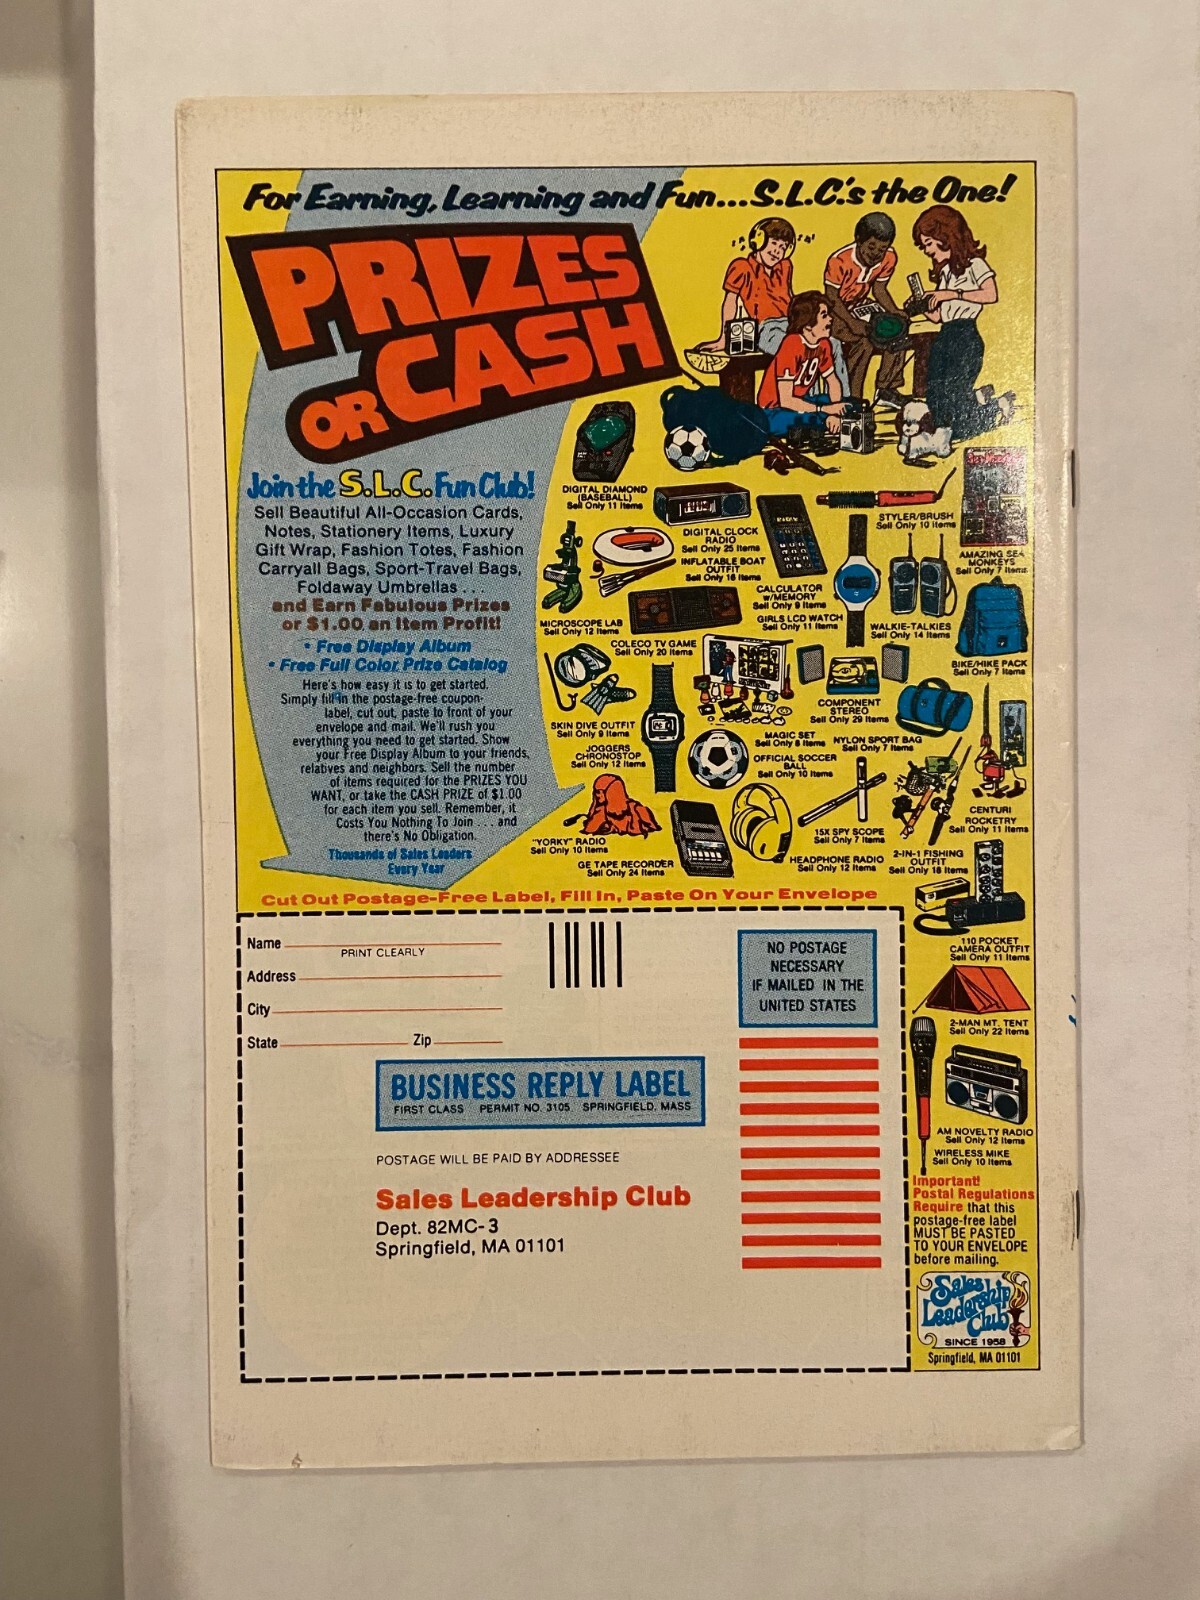 For Earning, Learning and Fun...S.L.C.'s the One!
PRIZES
OR CASH
19
Join the S.L.C. Fun Club!
Sell Beautiful All-Occasion Cards,
Notes, Stationery Items, Luxury
Gift Wrap, Fashion Totes, Fashion
Carryall Bags, Sport-Travel Bags,
Foldaway Umbrellas . . .
and Earn Fabulous Prizes
or $1.00 an Item Profit!
• Free Display Album
• Free Full Color Prize Catalog
Here's how easy it is to get started.
Simply fill in the postage-free coupon-
label, cut out, paste to front of your
envelope and mail. We'll rush you
everything you need to get started. Show
your Free Display Album to your friends,
relatives and neighbors. Sell the number
of items required for the PRIZES YOU
WANT, or take the CASH PRIZE of $1.00
for each item you sell. Remember, it
Costs You Nothing To Join . . . and
there's No Obligation.
Thousands of Sales Leaders
Every Year
DIGITAL DIAMOND
(BASEBALL)
Sell Only 11 Items
DIGITAL CLOCK
RADIO
Sell Only 25 Items
STYLER/BRUSH
Sell Only 10 Items
AMAZING SEA
MONKEYS
Sell Only 7 Items
INFLATABLE BOAT
OUTFIT
Sell Only 16 Items
CALCULATOR
w/MEMORY
Sell Only 9 Items
MICROSCOPE LAB
Sell Only 12 Items
GIRLS LCD WATCH
Sell Only 11 Items
WALKIE-TALKIES
Sell Only 14 Items
COLECO TV GAME
Sell Only 20 Items
BIKE/HIKE PACK
Sell Only 7 Items
COMPONENT
STEREO
Sell Only 29 Items
SKIN DIVE OUTFIT
Sell Only 9 Items
MAGIC SET
Sell Only 8 Items
NYLON SPORT BAG
Sell Only 7 Items
JOGGERS
CHRONOSTOP
Sell Only 12 Items
OFFICIAL SOCCER
BALL
Sell Only 10 Items
CENTURI
ROCKETRY
Sell Only 11 Items
"YORKY" RADIO
Sell Only 10 Items
15X SPY SCOPE
Sell Only 7 Items
GE TAPE RECORDER
Sell Only 24 Items
HEADPHONE RADIO
Sell Only 12 Items
2-IN-1 FISHING
OUTFIT
Sell Only 18 Items
110 POCKET
CAMERA OUTFIT
Sell Only 11 Items
2-MAN MT. TENT
Sell Only 22 Items
AM NOVELTY RADIO
Sell Only 12 Items
WIRELESS MIKE
Sell Only 10 Items
Cut Out Postage-Free Label, Fill In, Paste On Your Envelope
Name
PRINT CLEARLY
Address
City
State Zip
NO POSTAGE
NECESSARY
IF MAILED IN THE
UNITED STATES
BUSINESS REPLY LABEL
FIRST CLASS PERMIT NO. 3105 SPRINGFIELD, MASS
POSTAGE WILL BE PAID BY ADDRESSEE
Sales Leadership Club
Dept. 82MC-3
Springfield, MA 01101
Important!
Postal Regulations
Require that this
postage-free label
MUST BE PASTED
TO YOUR ENVELOPE
before mailing.
Sales
Leadership
Club
SINCE 1958
Springfield, MA 01101